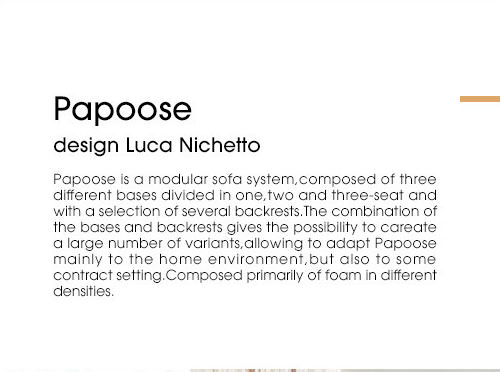 Papoose
design Luca Nichetto
Papoose is a modular sofa system,composed of three
different bases divided in one,two and three-seat and
with a selection of several backrests.The combination of
the bases and backrests gives the possibility to careate
a large number of variants,allowing to adapt Papoose
mainly to the home environment,but also to some
contract setting.Composed primarily of foam in different
densities.